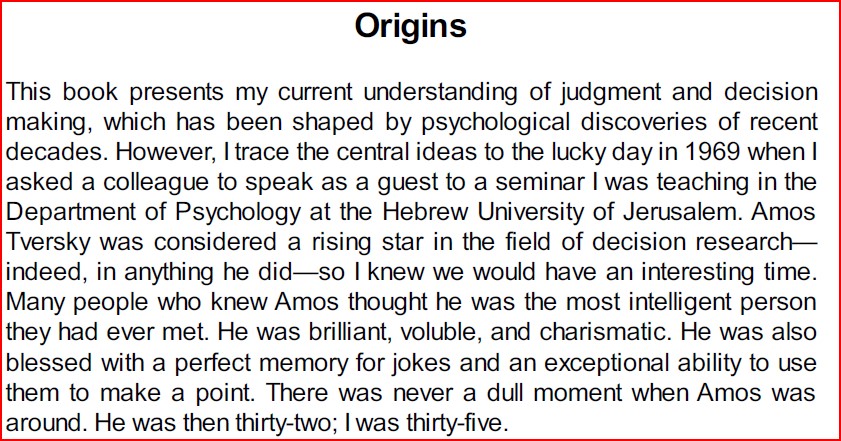 Origins
This book presents my current understanding of judgment and decision
making, which has been shaped by psychological discoveries of recent
decades. However, I trace the central ideas to the lucky day in 1969 when I
asked a colleague to speak as a guest to a seminar I was teaching in the
Department of Psychology at the Hebrew University of Jerusalem. Amos
Tversky was considered a rising star in the field of decision research—
indeed, in anything he did—so I knew we would have an interesting time.
Many people who knew Amos thought he was the most intelligent person
they had ever met. He was brilliant, voluble, and charismatic. He was also
blessed with a perfect memory for jokes and an exceptional ability to use
them to make a point. There was never a dull moment when Amos was
around. He was then thirty-two; I was thirty-five.